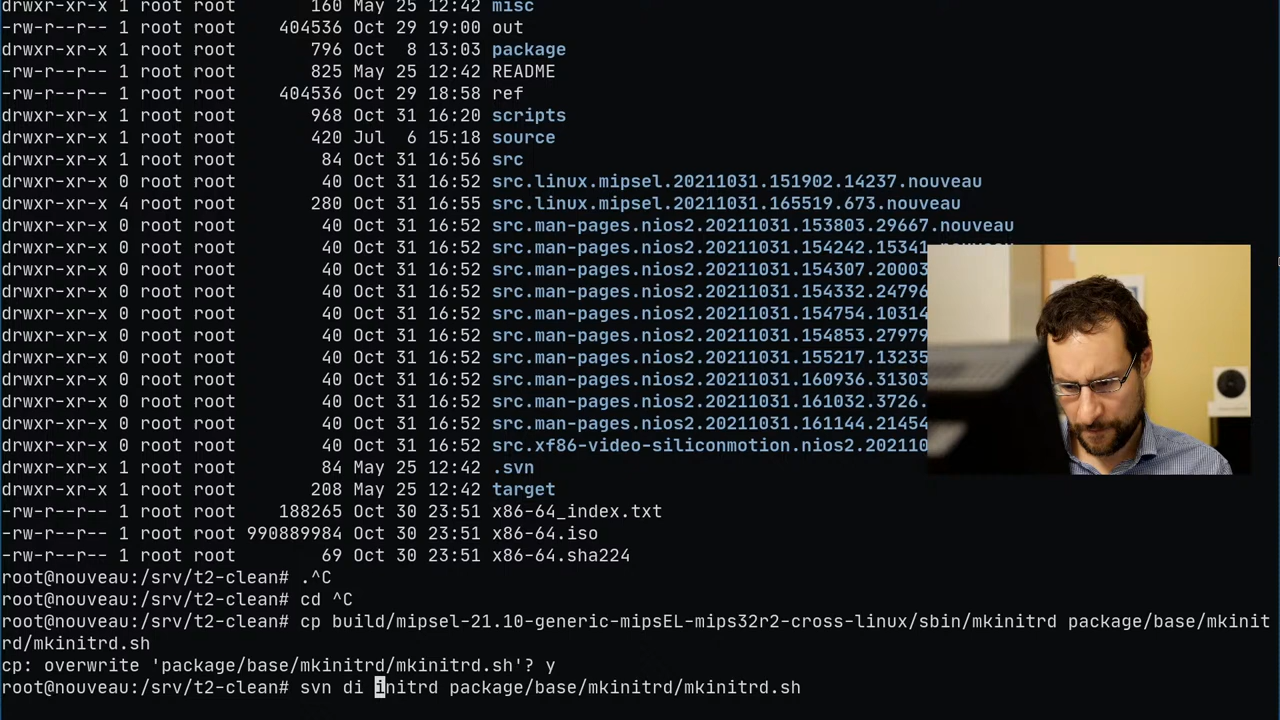 drwxr-xr-x 1 root root       160 May 25 12:42 misc
-rw-r--r-- 1 root root    404536 Oct 29 19:00 out
drwxr-xr-x 1 root root       796 Oct  8 13:03 package
-rw-r--r-- 1 root root       825 May 25 12:42 README
-rw-r--r-- 1 root root    404536 Oct 29 18:58 ref
drwxr-xr-x 1 root root       968 Oct 31 16:20 scripts
drwxr-xr-x 1 root root       420 Jul  6 15:18 source
drwxr-xr-x 1 root root        84 Oct 31 16:56 src
drwxr-xr-x 0 root root        40 Oct 31 16:52 src.linux.mipsel.20211031.151902.14237.nouveau
drwxr-xr-x 4 root root       280 Oct 31 16:55 src.linux.mipsel.20211031.165519.673.nouveau
drwxr-xr-x 0 root root        40 Oct 31 16:52 src.man-pages.nios2.20211031.153803.29667.nouveau
drwxr-xr-x 0 root root        40 Oct 31 16:52 src.man-pages.nios2.20211031.154242.15341.nouveau
drwxr-xr-x 0 root root        40 Oct 31 16:52 src.man-pages.nios2.20211031.154307.20003
drwxr-xr-x 0 root root        40 Oct 31 16:52 src.man-pages.nios2.20211031.154332.24796
drwxr-xr-x 0 root root        40 Oct 31 16:52 src.man-pages.nios2.20211031.154754.10314
drwxr-xr-x 0 root root        40 Oct 31 16:52 src.man-pages.nios2.20211031.154853.27979
drwxr-xr-x 0 root root        40 Oct 31 16:52 src.man-pages.nios2.20211031.155217.13235
drwxr-xr-x 0 root root        40 Oct 31 16:52 src.man-pages.nios2.20211031.160936.31303
drwxr-xr-x 0 root root        40 Oct 31 16:52 src.man-pages.nios2.20211031.161032.3726.
drwxr-xr-x 0 root root        40 Oct 31 16:52 src.man-pages.nios2.20211031.161144.21454
drwxr-xr-x 0 root root        40 Oct 31 16:52 src.xf86-video-siliconmotion.nios2.202110
drwxr-xr-x 1 root root        84 May 25 12:42 .svn
drwxr-xr-x 1 root root       208 May 25 12:42 target
-rw-r--r-- 1 root root    188265 Oct 30 23:51 x86-64_index.txt
-rw-r--r-- 1 root root 990889984 Oct 30 23:51 x86-64.iso
-rw-r--r-- 1 root root        69 Oct 30 23:51 x86-64.sha224
root@nouveau:/srv/t2-clean# .^C
root@nouveau:/srv/t2-clean# cd ^C
root@nouveau:/srv/t2-clean# cp build/mipsel-21.10-generic-mipsEL-mips32r2-cross-linux/sbin/mkinitrd package/base/mkinit
rd/mkinitrd.sh
cp: overwrite 'package/base/mkinitrd/mkinitrd.sh'? y
root@nouveau:/srv/t2-clean# svn di initrd package/base/mkinitrd/mkinitrd.sh